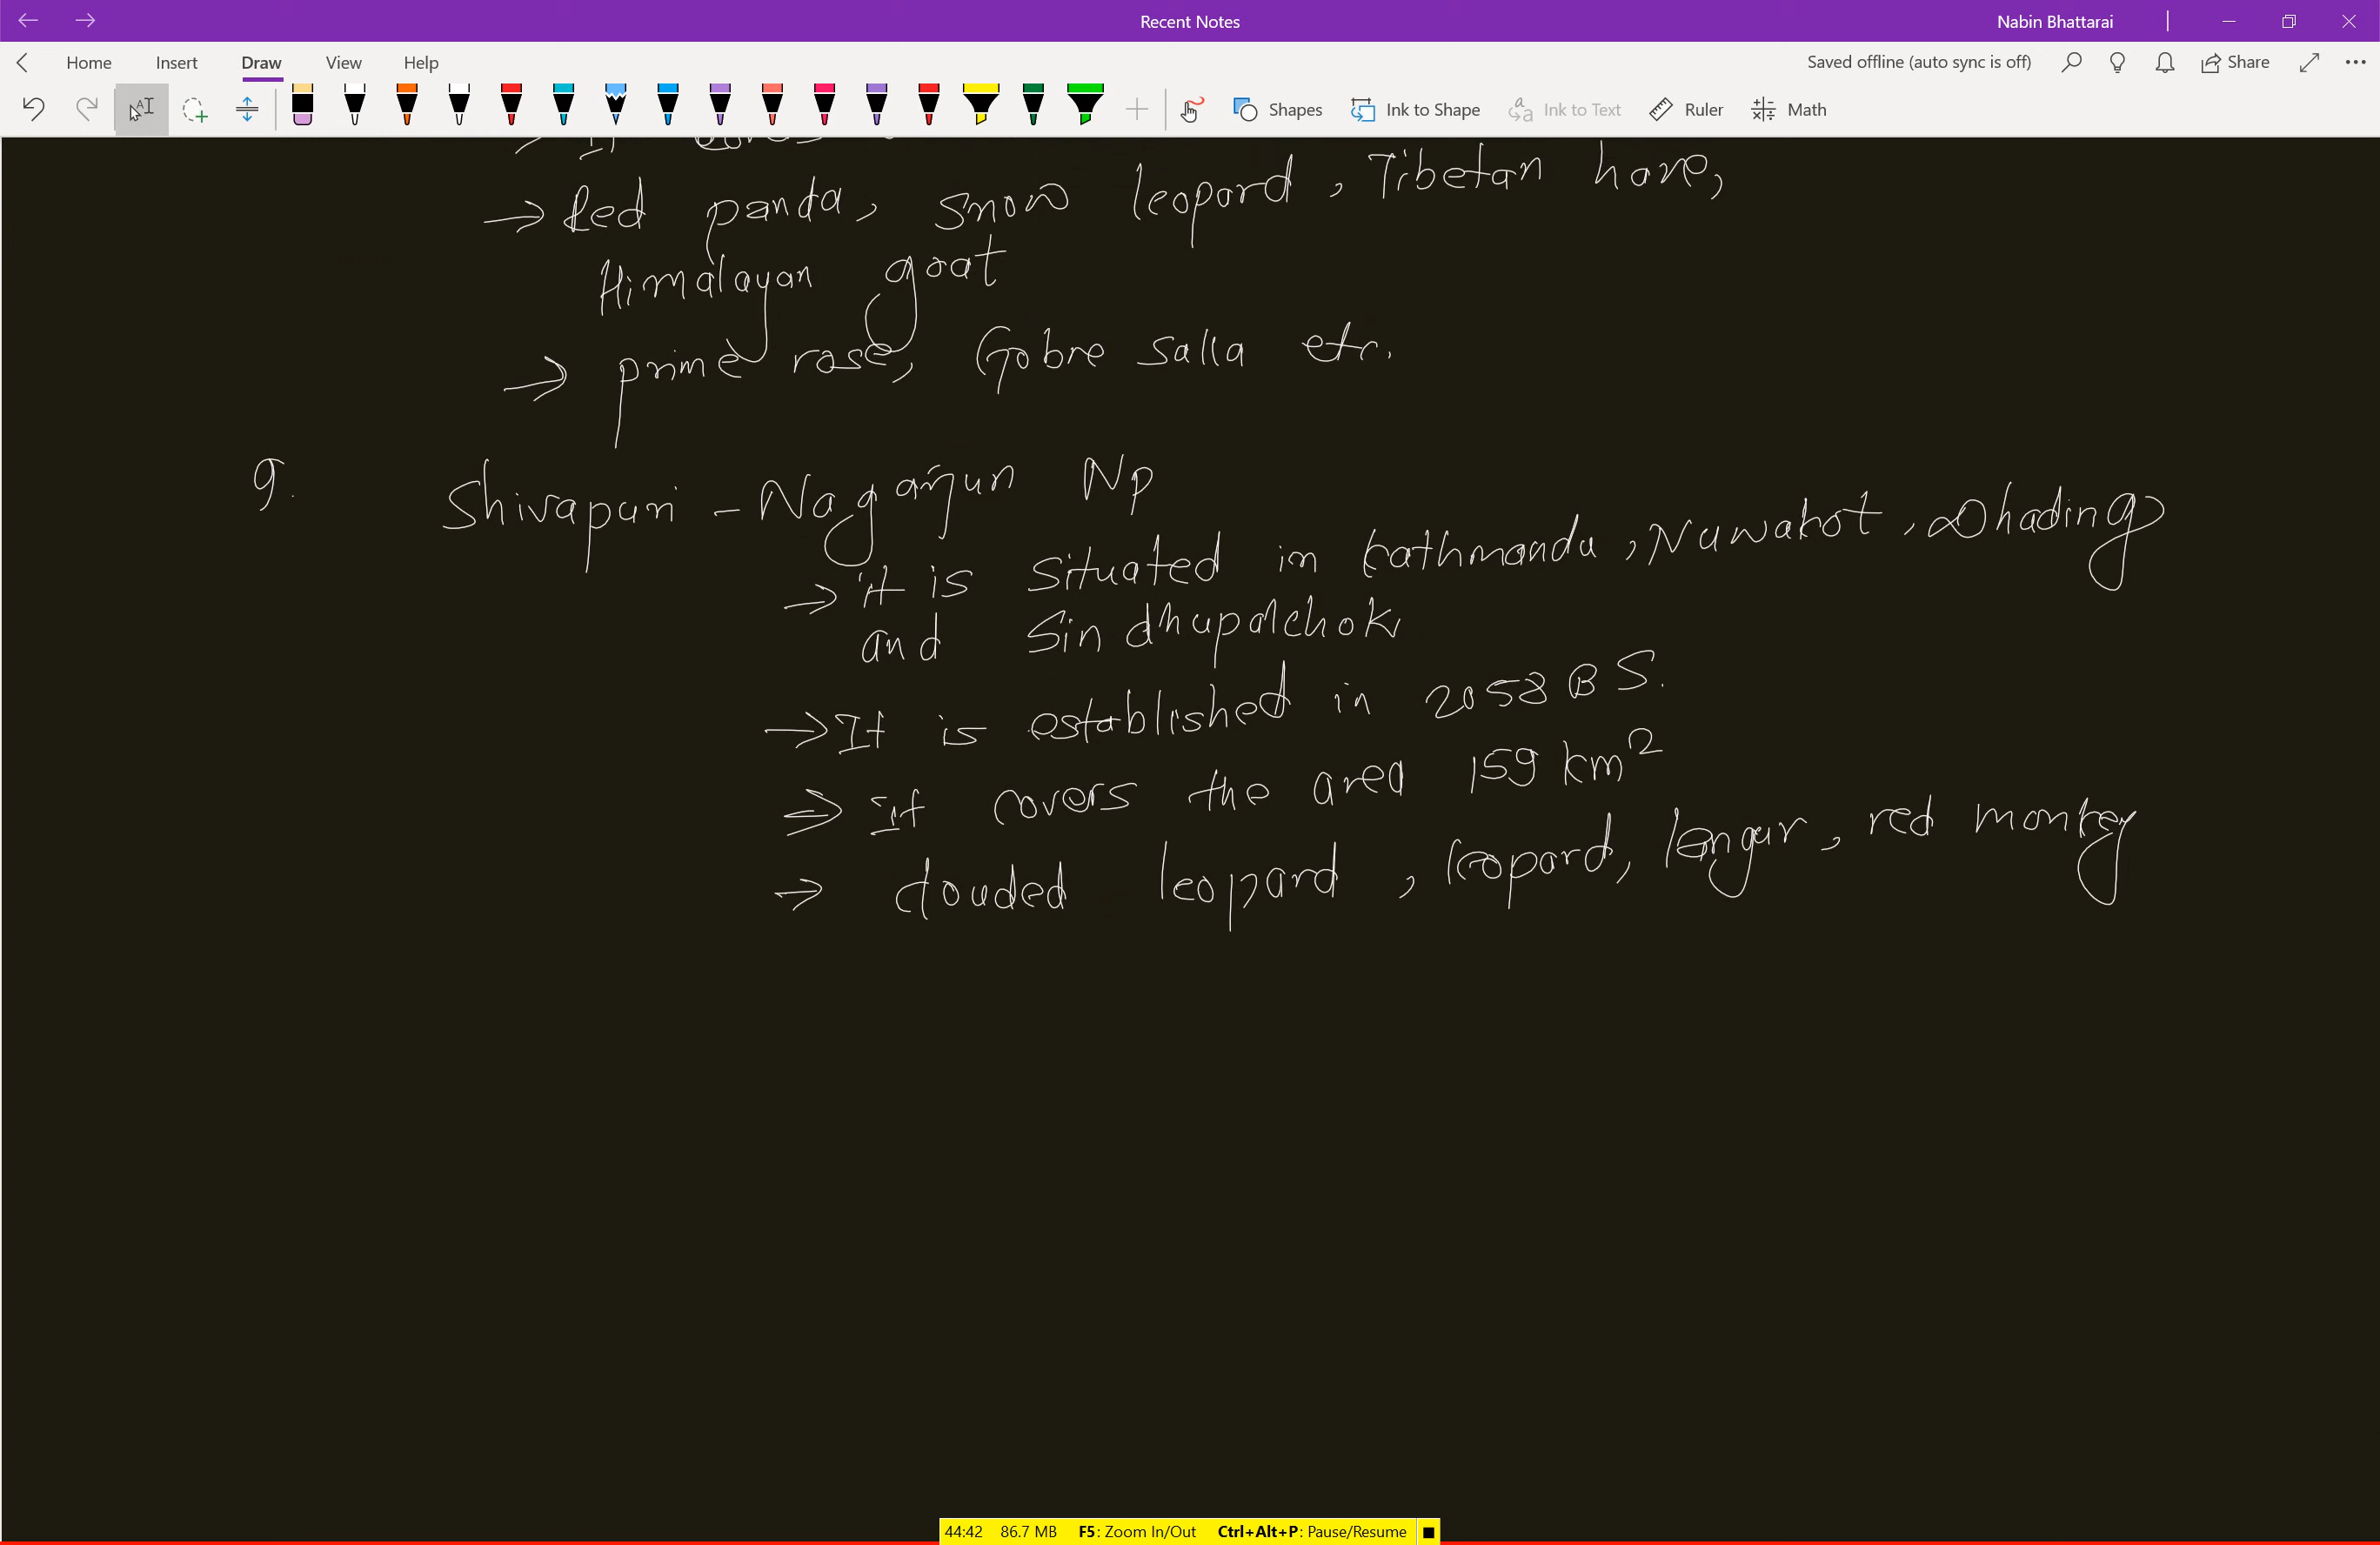 Recent Notes
Nabin Bhattarai
Home Insert Draw View Help
Saved offline (auto sync is off) Share
Shapes Ink to Shape Ink to Text Ruler Math
→ It
→ Red panda, snow leopard, Tibetan hare,
Himalayan goat
→ prime rose, Gobre salla etc.
9. Shivapuri - Nagarjun Np
→ it is situated in kathmandu, Nuwakot, Dhading
and Sindhupalchok
→ It is established in 2058 BS.
→ It covers the area 159 km²
→ clouded leopard, leopard, langur, red monkey
44:42 86.7 MB F5: Zoom In/Out Ctrl+Alt+P: Pause/Resume